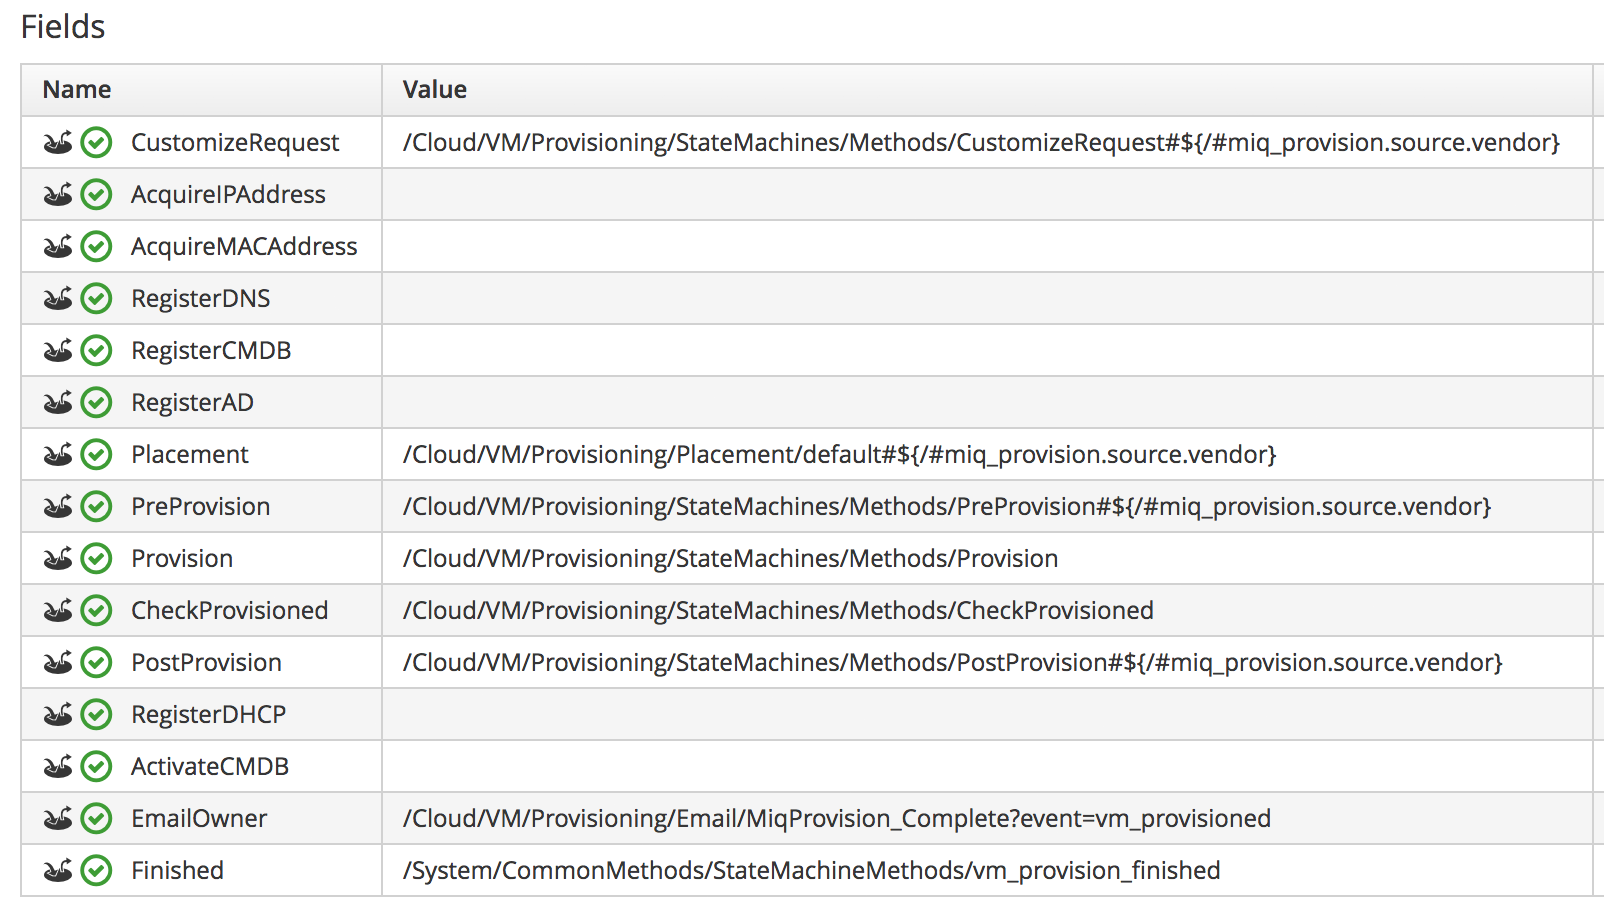 Fields
Name Value
CustomizeRequest /Cloud/VM/Provisioning/StateMachines/Methods/CustomizeRequest#${/#miq_provision.source.vendor}
AcquireIPAddress
AcquireMACAddress
RegisterDNS
RegisterCMDB
RegisterAD
Placement /Cloud/VM/Provisioning/Placement/default#${/#miq_provision.source.vendor}
PreProvision /Cloud/VM/Provisioning/StateMachines/Methods/PreProvision#${/#miq_provision.source.vendor}
Provision /Cloud/VM/Provisioning/StateMachines/Methods/Provision
CheckProvisioned /Cloud/VM/Provisioning/StateMachines/Methods/CheckProvisioned
PostProvision /Cloud/VM/Provisioning/StateMachines/Methods/PostProvision#${/#miq_provision.source.vendor}
RegisterDHCP
ActivateCMDB
EmailOwner /Cloud/VM/Provisioning/Email/MiqProvision_Complete?event=vm_provisioned
Finished /System/CommonMethods/StateMachineMethods/vm_provision_finished